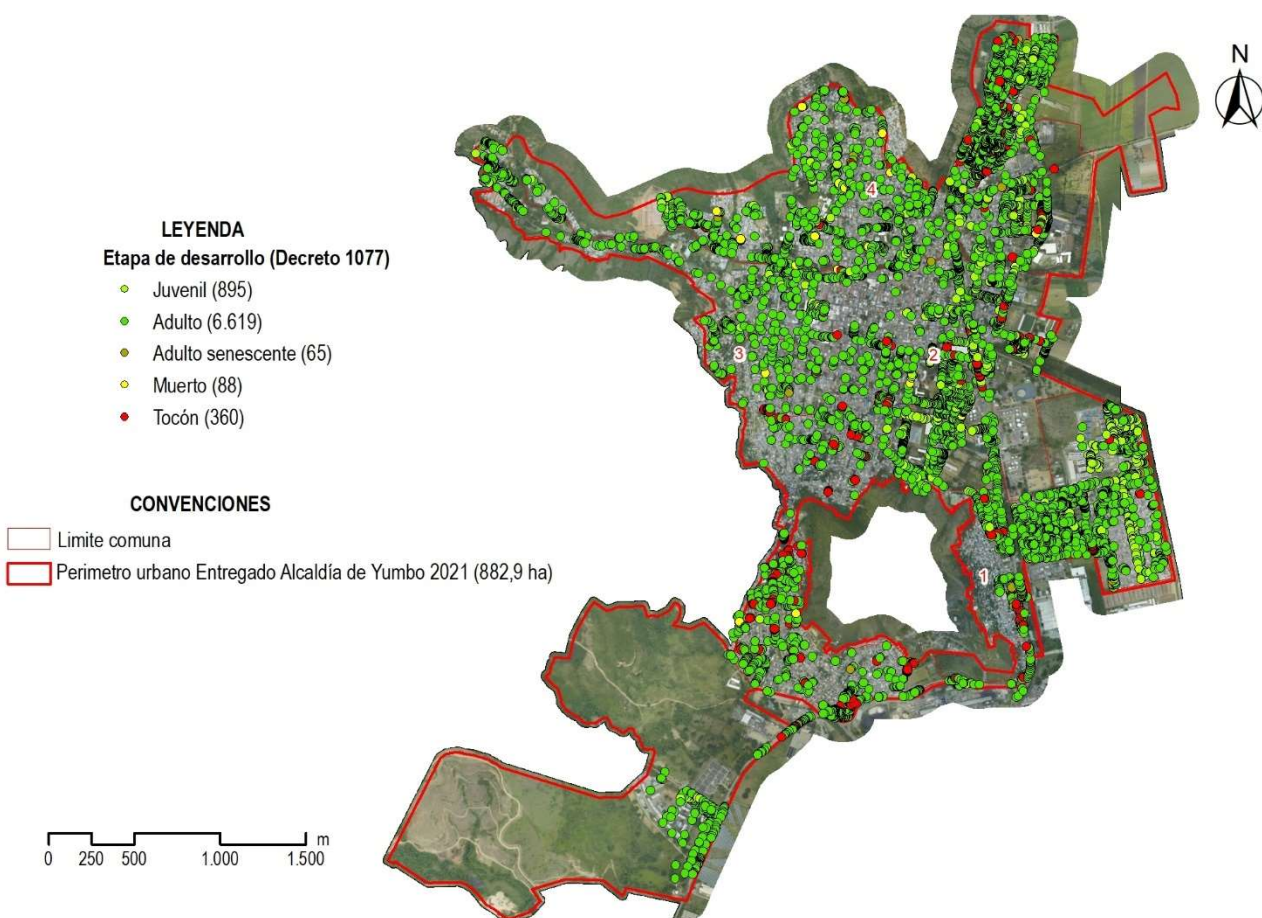 N
4
LEYENDA
Etapa de desarrollo (Decreto 1077)
Juvenil (895)
Adulto (6.619)
Adulto senescente (65)
Muerto (88)
Tocón (360)
3
2
CONVENCIONES
Limite comuna
Perimetro urbano Entregado Alcaldía de Yumbo 2021 (882,9 ha)
1
m
0 250 500 1.000 1.500